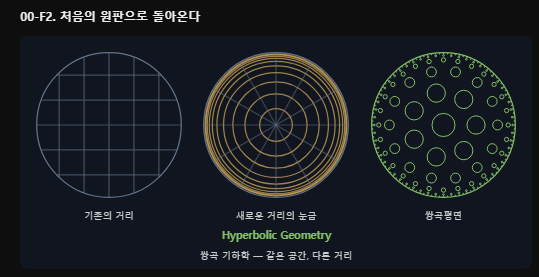 00-F2. 처음의 원판으로 돌아온다
기존의 거리
새로운 거리의 눈금
쌍곡평면
Hyperbolic Geometry
쌍곡 기하학 — 같은 공간, 다른 거리